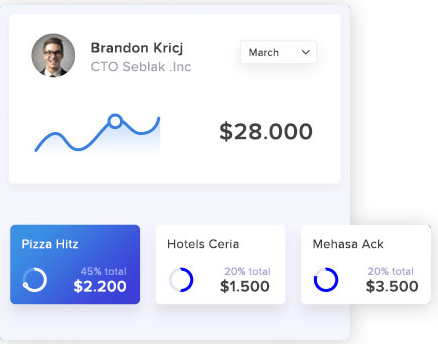 Brandon Kricj
CTO Seblak .Inc
March
$28.000
Pizza Hitz
45% total
$2.200
Hotels Ceria
20% total
$1.500
Mehasa Ack
20% total
$3.500